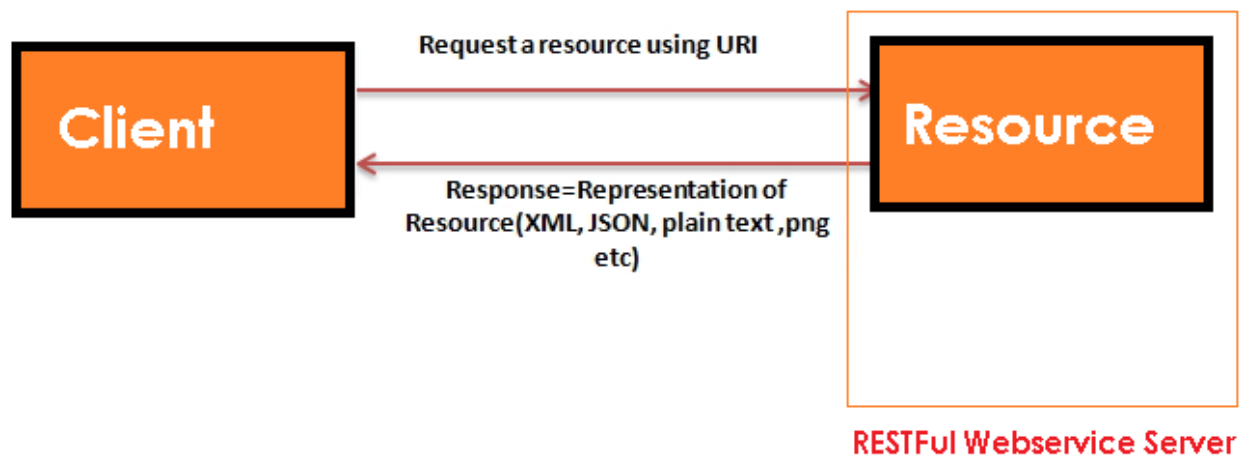 Request a resource using URI
Client
Resource
Response=Representation of
Resource(XML, JSON, plain text ,png
etc)
RESTFul Webservice Server